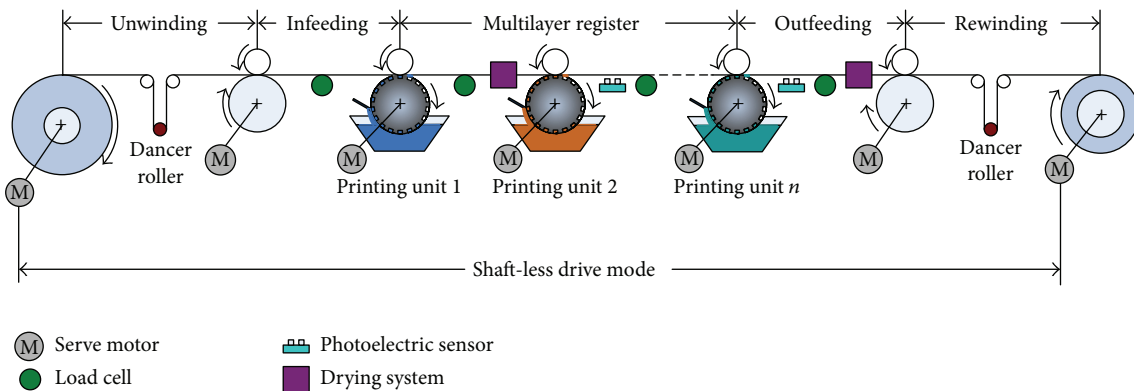 Unwinding
Infeeding
Multilayer register
Outfeeding
Rewinding
Dancer
roller
M
M
M
M
M
M
M
Dancer
roller
Printing unit 1
Printing unit 2
Printing unit n
Shaft-less drive mode
M Serve motor
Photoelectric sensor
Load cell
Drying system